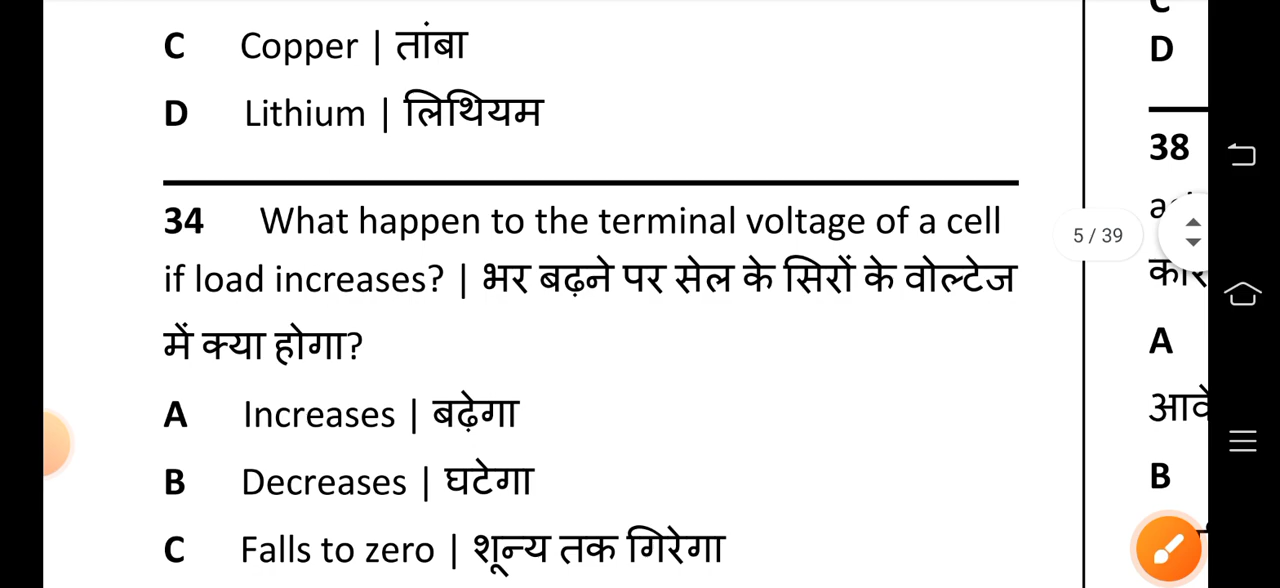 C Copper | तांबा
D Lithium | लिथियम
34 What happen to the terminal voltage of a cell
if load increases? | भर बढ़ने पर सेल के सिरों के वोल्टेज
में क्या होगा?
A Increases | बढ़ेगा
B Decreases | घटेगा
C Falls to zero | शून्य तक गिरेगा
5 / 39
C
D
38
A
B